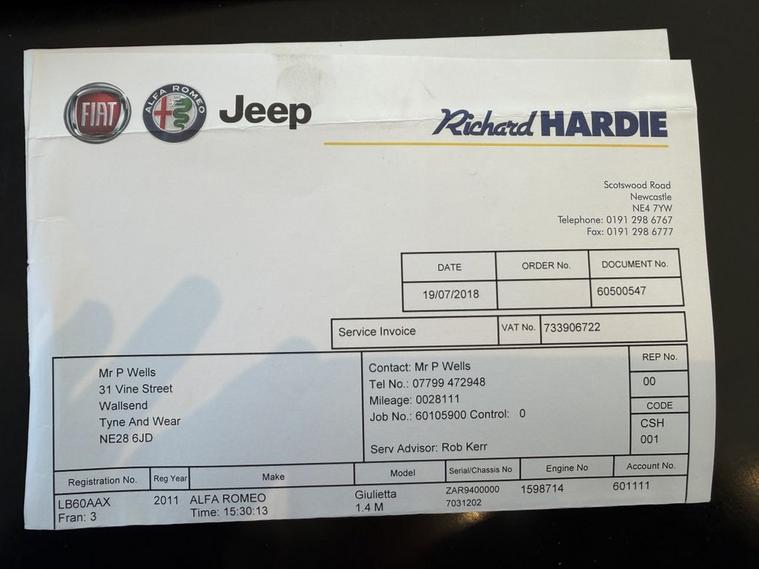 FIAT
ALFA ROMEO
Jeep
Richard HARDIE
Scotswood Road
Newcastle
NE4 7YW
Telephone: 0191 298 6767
Fax: 0191 298 6777
DATE ORDER No. DOCUMENT No.
19/07/2018 60500547
Service Invoice VAT No. 733906722
Mr P Wells
31 Vine Street
Wallsend
Tyne And Wear
NE28 6JD
Contact: Mr P Wells
Tel No.: 07799 472948
Mileage: 0028111
Job No.: 60105900 Control: 0
Serv Advisor: Rob Kerr
REP No.
00
CODE
CSH
001
Registration No. Reg Year Make Model Serial/Chassis No Engine No Account No.
LB60AAX 2011 ALFA ROMEO Giulietta ZAR9400000 1598714 601111
Fran: 3 Time: 15:30:13 1.4 M 7031202